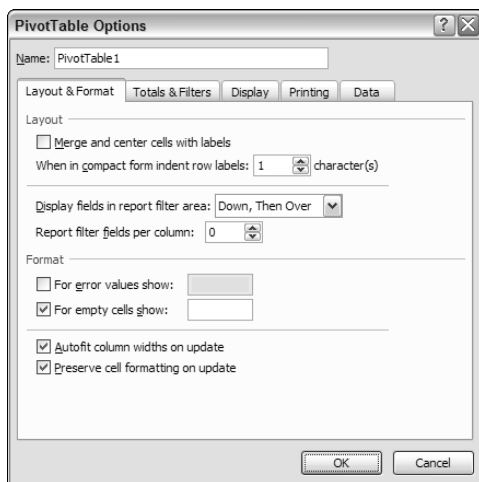 PivotTable Options
Name: PivotTable1
Layout & Format Totals & Filters Display Printing Data
Layout
Merge and center cells with labels
When in compact form indent row labels: 1 character(s)
Display fields in report filter area: Down, Then Over
Report filter fields per column: 0
Format
For error values show:
For empty cells show:
Autofit column widths on update
Preserve cell formatting on update
OK Cancel